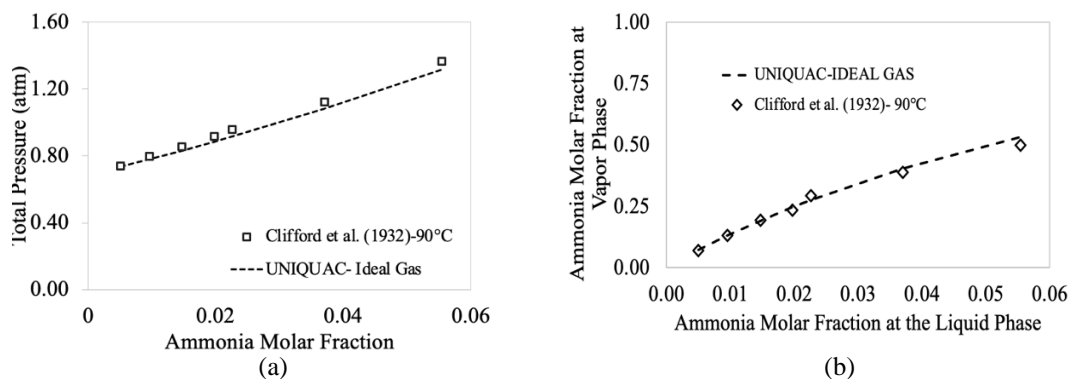 Total Pressure (atm)
1.60
1.20
0.80
0.40
0.00
Clifford et al. (1932)-90°C
UNIQUAC- Ideal Gas
0
0.02
0.04
0.06
Ammonia Molar Fraction
(a)
Ammonia Molar Fraction at
Vapor Phase
1.00
0.75
0.50
0.25
0.00
UNIQUAC-IDEAL GAS
Clifford et al. (1932)- 90°C
0.00
0.01
0.02
0.03
0.04
0.05
0.06
Ammonia Molar Fraction at the Liquid Phase
(b)